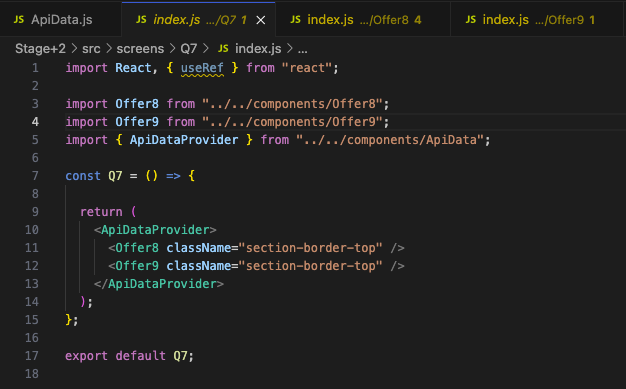 JS ApiData.js JS index.js .../Q7 1 × JS index.js .../Offer8 4 JS index.js .../Offer9 1
Stage+2 > src > screens > Q7 > JS index.js > ...
1 import React, { useRef } from "react";
2
3 import Offer8 from "../../components/Offer8";
4 import Offer9 from "../../components/Offer9";
5 import { ApiDataProvider } from "../../components/ApiData";
6
7 const Q7 = () => {
8
9 return (
10 <ApiDataProvider>
11 <Offer8 className="section-border-top" />
12 <Offer9 className="section-border-top" />
13 </ApiDataProvider>
14 );
15 };
16
17 export default Q7;
18